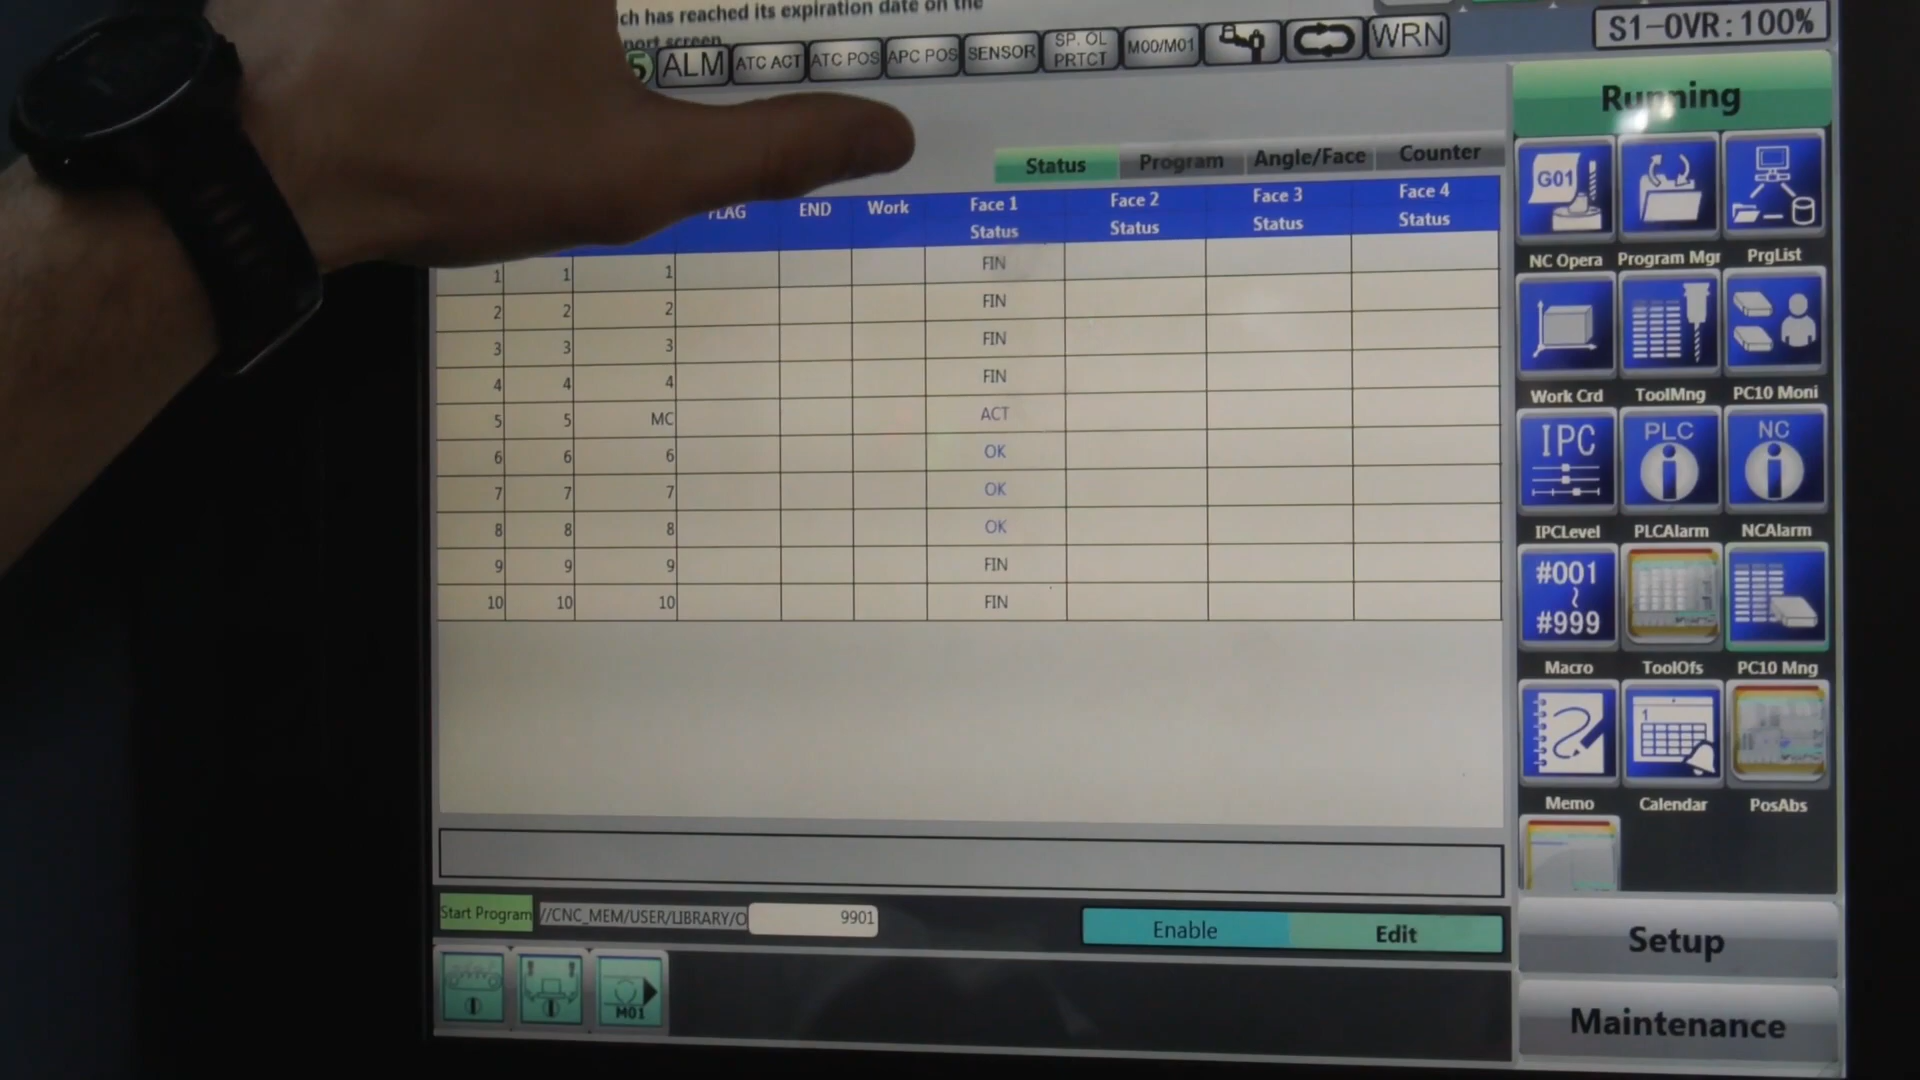 ch has reached its expiration date on the
port screen
S1-OVR:100%
5 ALM ATC ACT ATC POS APC POS SENSOR SP. OL PRTCT M00/M01 WRN
Running
Status Program Angle/Face Counter
FLAG END Work Face 1 Status Face 2 Status Face 3 Status Face 4 Status
1 1 1 FIN
2 2 2 FIN
3 3 3 FIN
4 4 4 FIN
5 5 MC ACT
6 6 6 OK
7 7 7 OK
8 8 8 OK
9 9 9 FIN
10 10 10 FIN
G01
NC Opera Program Mgr PrgList
Work Crd ToolMng PC10 Moni
IPC PLC NC
IPCLevel PLCAlarm NCAlarm
#001
~
#999
Macro ToolOfs PC10 Mng
1
Memo Calendar PosAbs
Start Program //CNC_MEM/USER/LIBRARY/O 9901
Enable Edit
Setup
M01
Maintenance